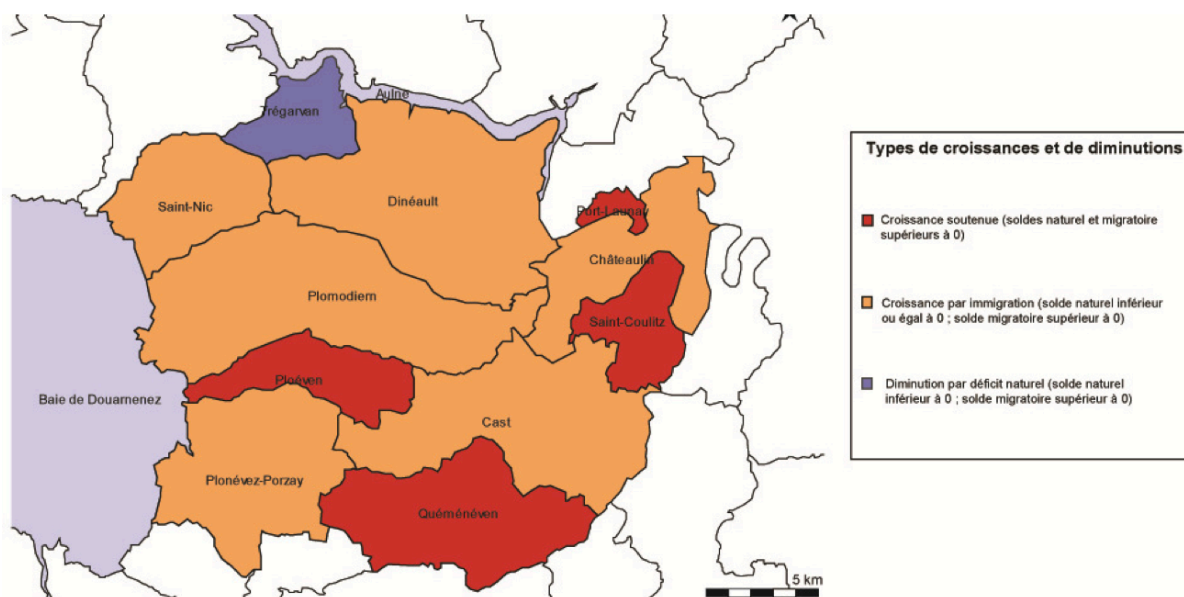 Aulne
Trégarvan
Types de croissances et de diminutions
Saint-Nic
Dinéault
Port-Launay
Croissance soutenue (soldes naturel et migratoire
supérieurs à 0)
Châteaulin
Plomodiern
Croissance par immigration (solde naturel inférieur
ou égal à 0 ; solde migratoire supérieur à 0)
Saint-Coulitz
Ploéven
Diminution par déficit naturel (solde naturel
inférieur à 0 ; solde migratoire supérieur à 0)
Baie de Douarnenez
Cast
Plonévez-Porzay
Quéménéven
5 km